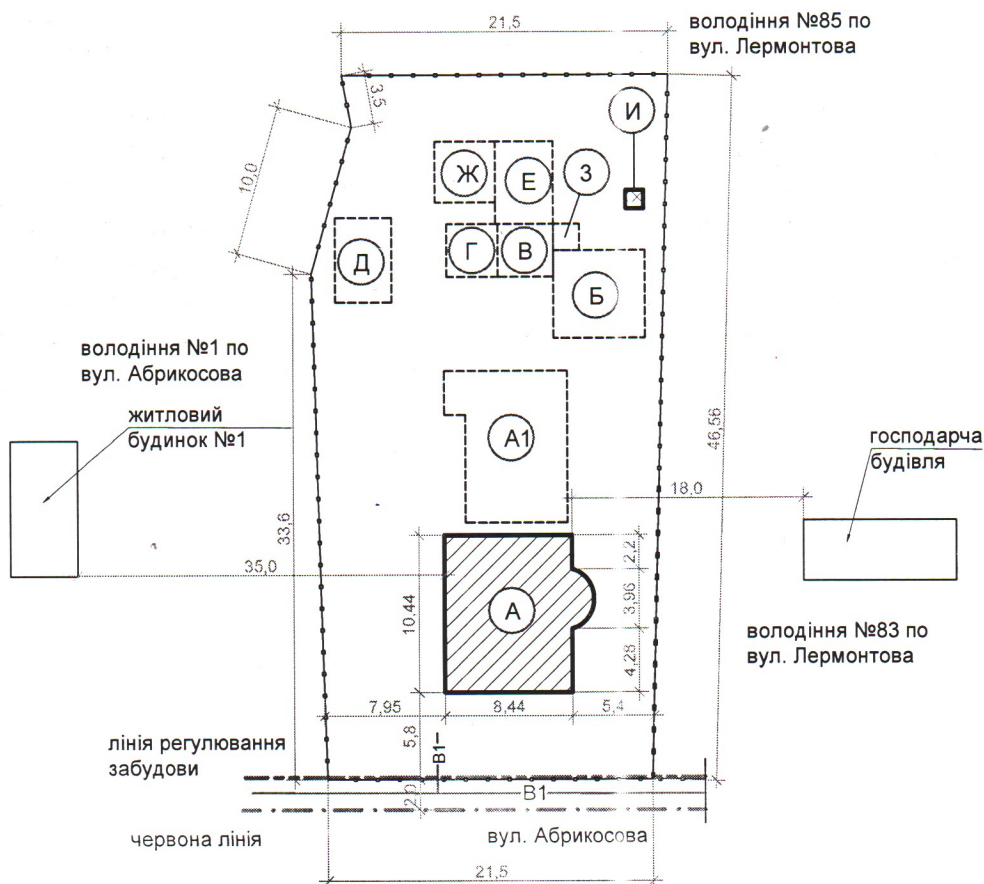 21,5
володіння №85 по
вул. Лермонтова
3,5
И
10,0
Ж
Е
З
Г
В
Д
Б
володіння №1 по
вул. Абрикосова
житловий
будинок №1
А1
46,56
господарча
будівля
18,0
33,6
35,0
2,2
10.44
А
3,96
володіння №83 по
вул. Лермонтова
4,28
7,95
8,44
5,4
5,8
В1
лінія регулювання
забудови
В1
2,0
червона лінія
вул. Абрикосова
21,5